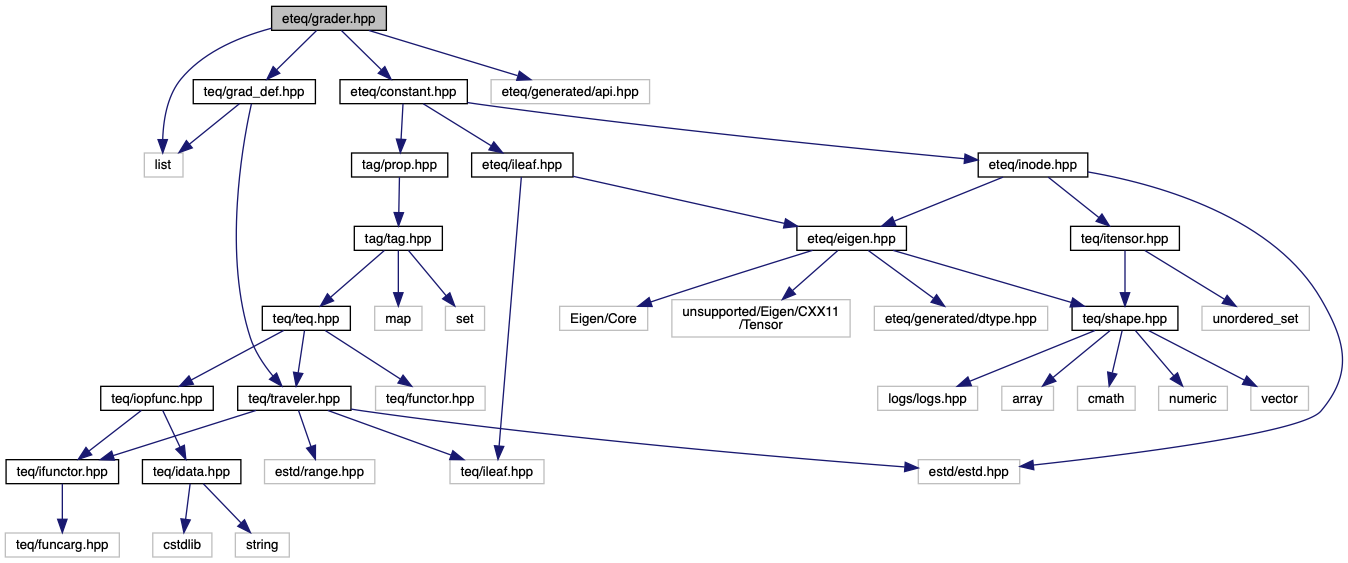 eteq/grader.hpp
teq/grad_def.hpp
eteq/constant.hpp
eteq/generated/api.hpp
list
tag/prop.hpp
eteq/ileaf.hpp
eteq/inode.hpp
tag/tag.hpp
eteq/eigen.hpp
teq/itensor.hpp
teq/teq.hpp
map
set
Eigen/Core
unsupported/Eigen/CXX11
/Tensor
eteq/generated/dtype.hpp
teq/shape.hpp
unordered_set
teq/iopfunc.hpp
teq/traveler.hpp
teq/functor.hpp
logs/logs.hpp
array
cmath
numeric
vector
teq/ifunctor.hpp
teq/idata.hpp
estd/range.hpp
teq/ileaf.hpp
estd/estd.hpp
teq/funcarg.hpp
cstdlib
string